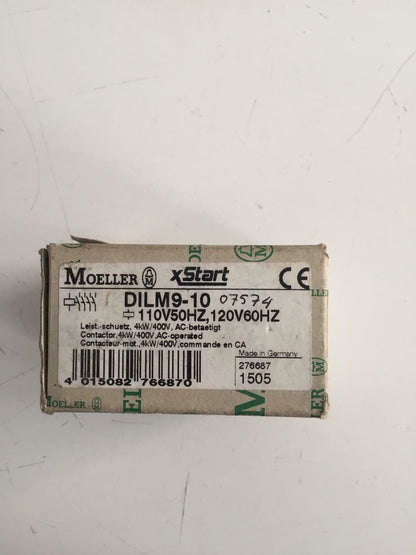 MOELLER xStart CE
DILM9-10 07574
110V50HZ,120V60HZ
Leist.-schuetz, 4kW/400V, AC-betaetigt
Contactor,4kW/400V,AC-operated
Contacteur-mot.,4kW/400V,commande en CA
Made in Germany
276687
1505
4 015082 766870
MOELLER